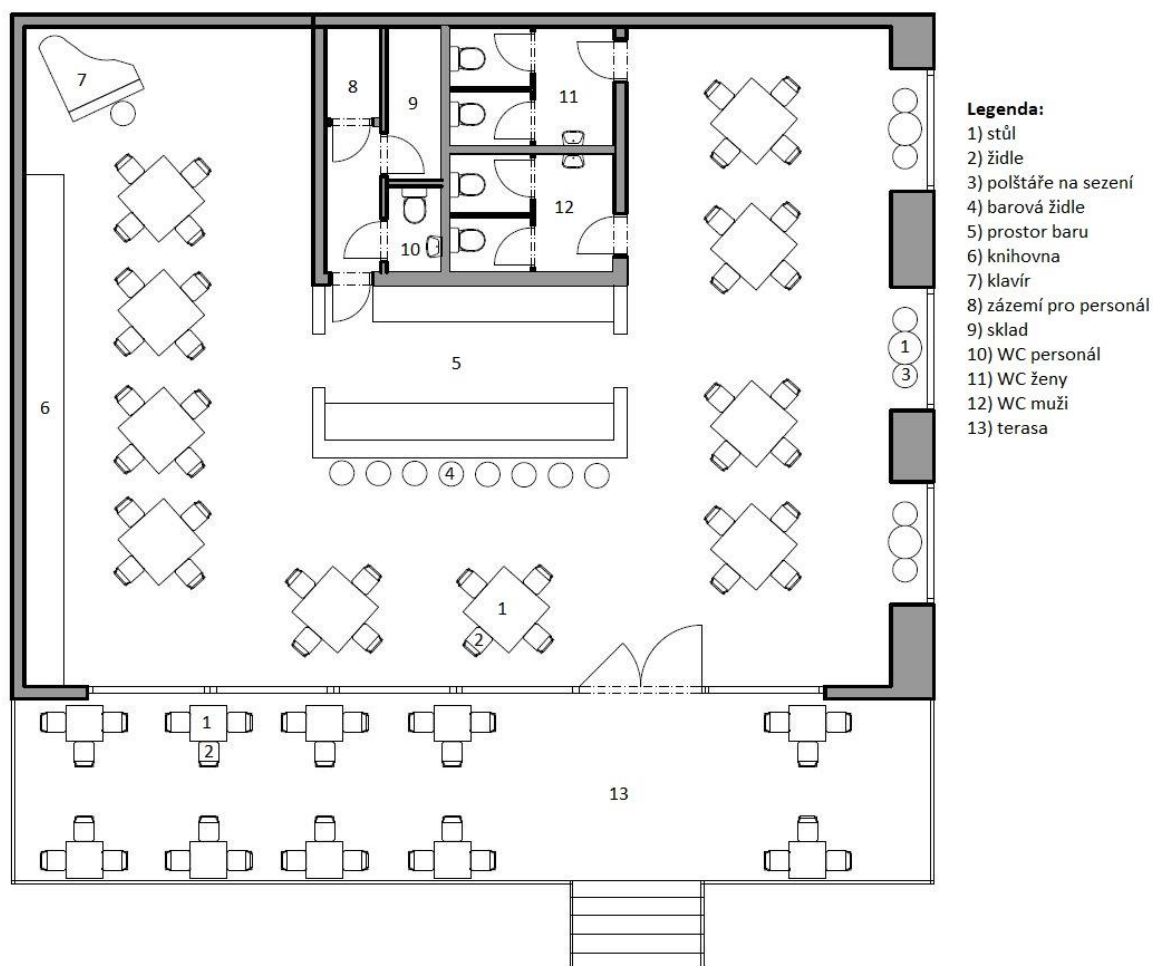 7
8
9
11
12
10
5
6
4
1
3
1
2
1
2
13
Legenda:
1) stůl
2) židle
3) polštáře na sezení
4) barová židle
5) prostor baru
6) knihovna
7) klavír
8) zázemí pro personál
9) sklad
10) WC personál
11) WC ženy
12) WC muži
13) terasa